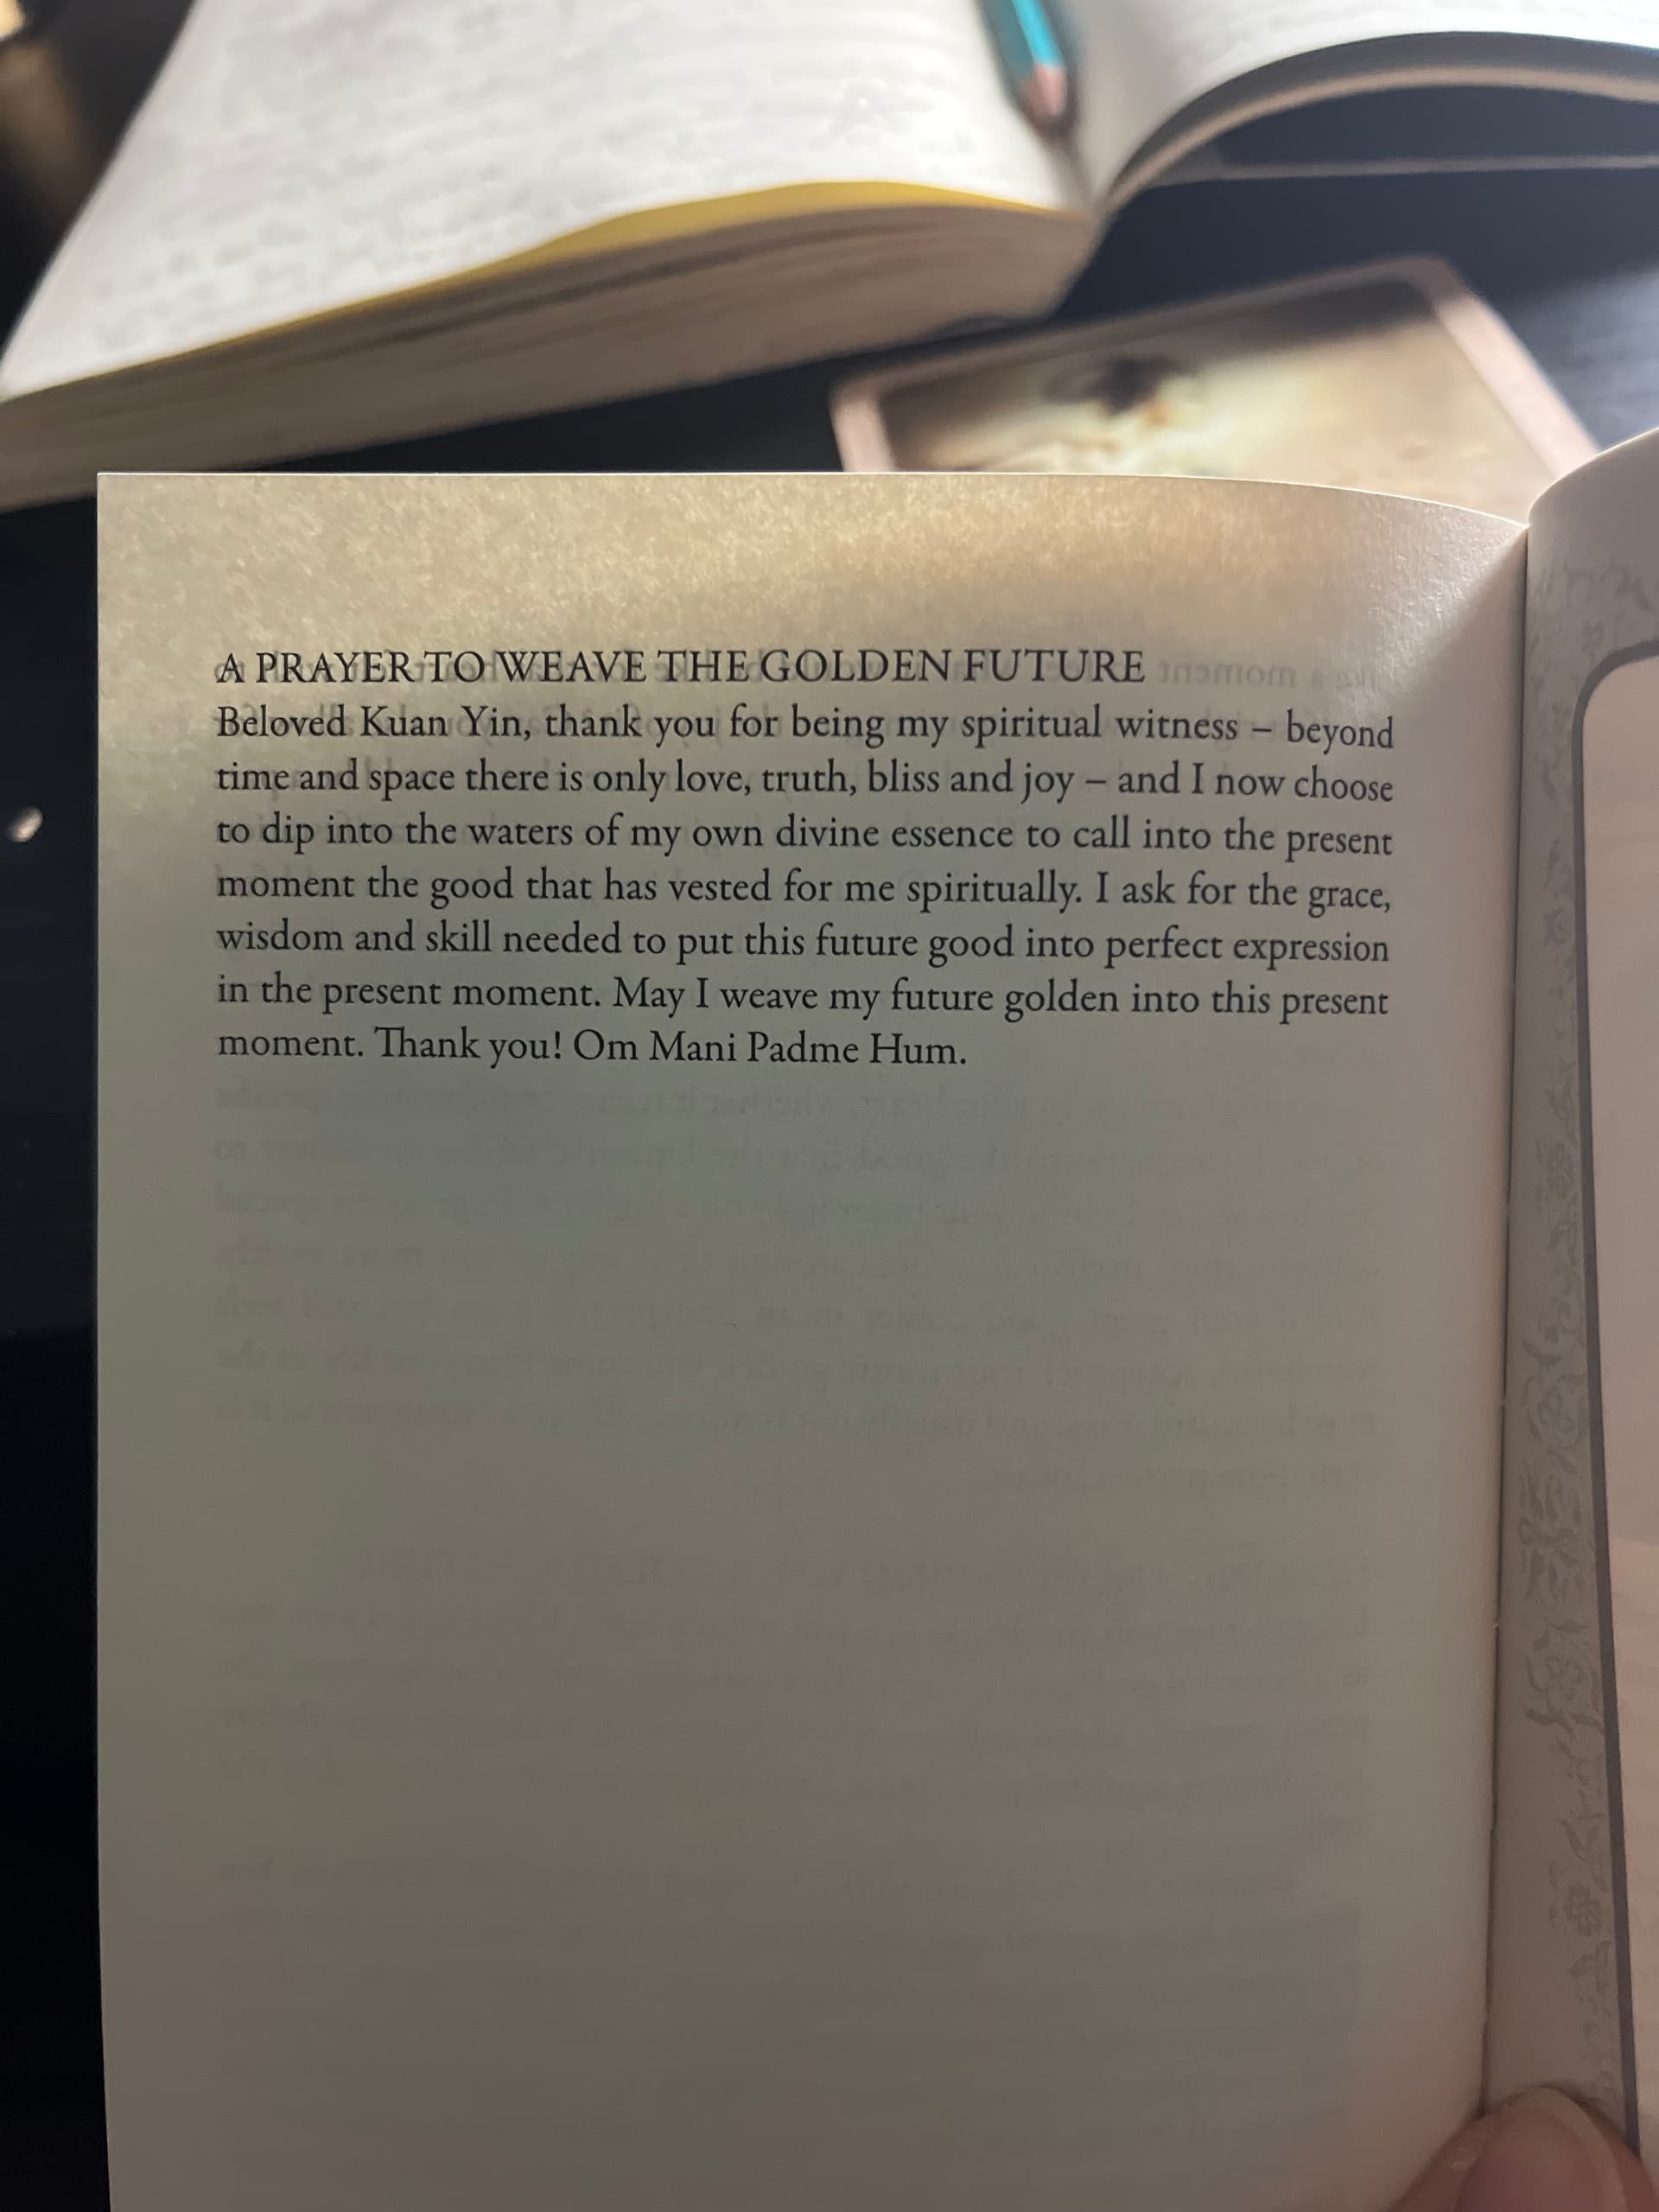 A PRAYER TO WEAVE THE GOLDEN FUTURE
Beloved Kuan Yin, thank you for being my spiritual witness – beyond
time and space there is only love, truth, bliss and joy – and I now choose
to dip into the waters of my own divine essence to call into the present
moment the good that has vested for me spiritually. I ask for the grace,
wisdom and skill needed to put this future good into perfect expression
in the present moment. May I weave my future golden into this present
moment. Thank you! Om Mani Padme Hum.